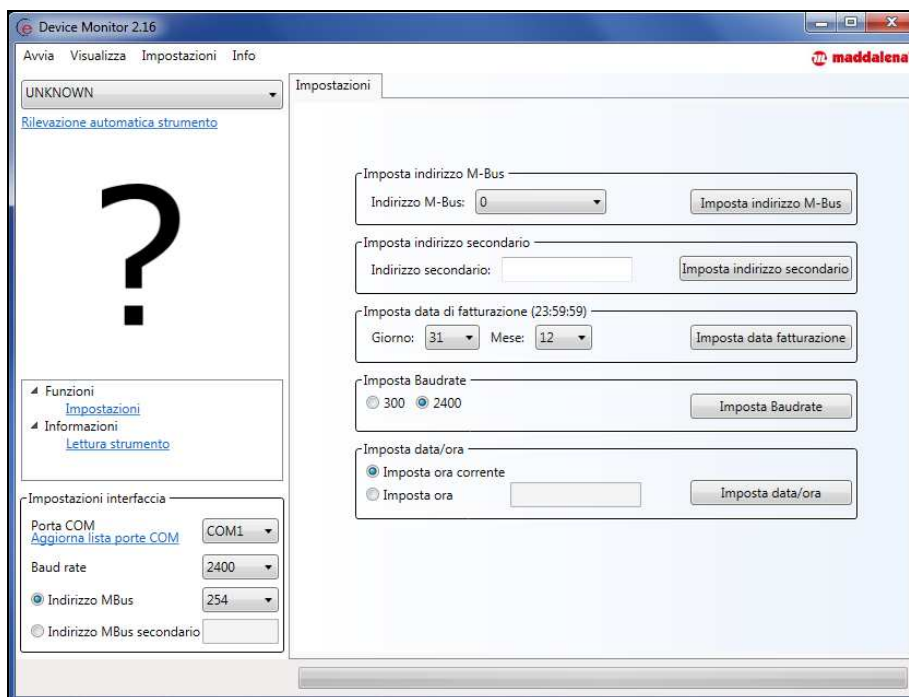 Device Monitor 2.16
Avvia Visualizza Impostazioni Info
maddalena
UNKNOWN
Rilevazione automatica strumento
?
Funzioni
Impostazioni
Informazioni
Lettura strumento
Impostazioni interfaccia
Porta COM
Aggiorna lista porte COM
COM1
Baud rate
2400
Indirizzo MBus
254
Indirizzo MBus secondario
Impostazioni
Imposta indirizzo M-Bus
Indirizzo M-Bus: 0
Imposta indirizzo M-Bus
Imposta indirizzo secondario
Indirizzo secondario:
Imposta indirizzo secondario
Imposta data di fatturazione (23:59:59)
Giorno: 31 Mese: 12
Imposta data fatturazione
Imposta Baudrate
300 2400
Imposta Baudrate
Imposta data/ora
Imposta ora corrente
Imposta ora
Imposta data/ora